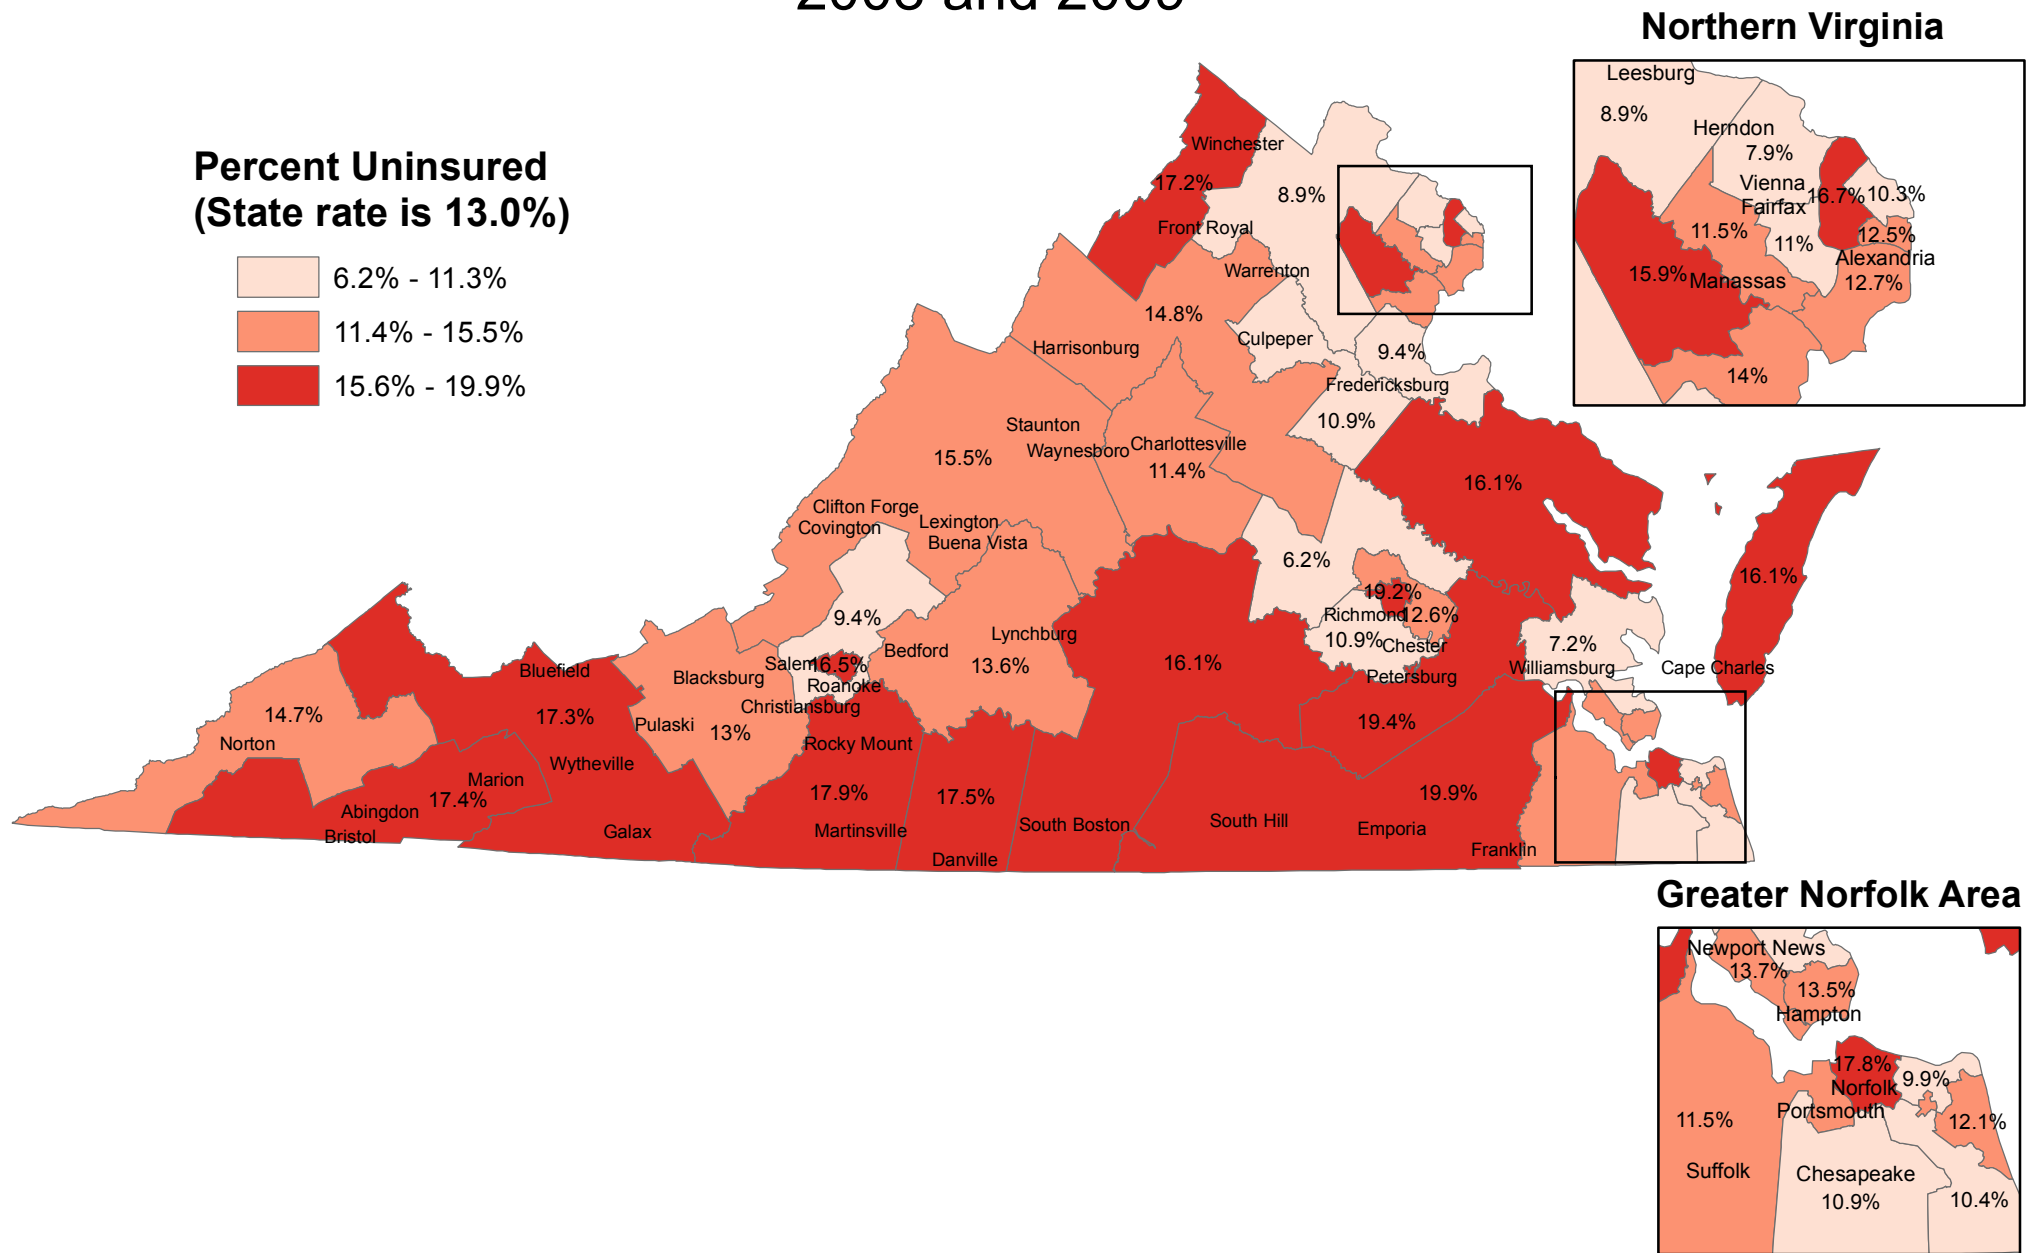 2008 and 2009
Northern Virginia
Percent Uninsured
(State rate is 13.0%)
6.2% - 11.3%
11.4% - 15.5%
15.6% - 19.9%
Leesburg
8.9%
Herndon
7.9%
Vienna
16.7%
10.3%
Fairfax
11.5%
11%
12.5%
Alexandria
15.9%
Manassas
12.7%
14%
Winchester
17.2%
8.9%
Front Royal
Warrenton
14.8%
Culpeper
Harrisonburg
9.4%
Fredericksburg
10.9%
Staunton
Waynesboro
Charlottesville
15.5%
11.4%
16.1%
Clifton Forge
Covington
Lexington
Buena Vista
6.2%
16.1%
19.2%
9.4%
Richmond
12.6%
Lynchburg
10.9%
Chester
7.2%
Bedford
Salem
16.5%
13.6%
16.1%
Williamsburg
Cape Charles
Bluefield
Blacksburg
Roanoke
Petersburg
Christiansburg
14.7%
17.3%
Pulaski
13%
19.4%
Norton
Rocky Mount
Wytheville
Marion
17.4%
17.9%
17.5%
19.9%
Abingdon
Bristol
Galax
Martinsville
South Boston
South Hill
Emporia
Danville
Franklin
Greater Norfolk Area
Newport News
13.7%
13.5%
Hampton
17.8%
9.9%
Norfolk
Portsmouth
11.5%
12.1%
Suffolk
Chesapeake
10.9%
10.4%